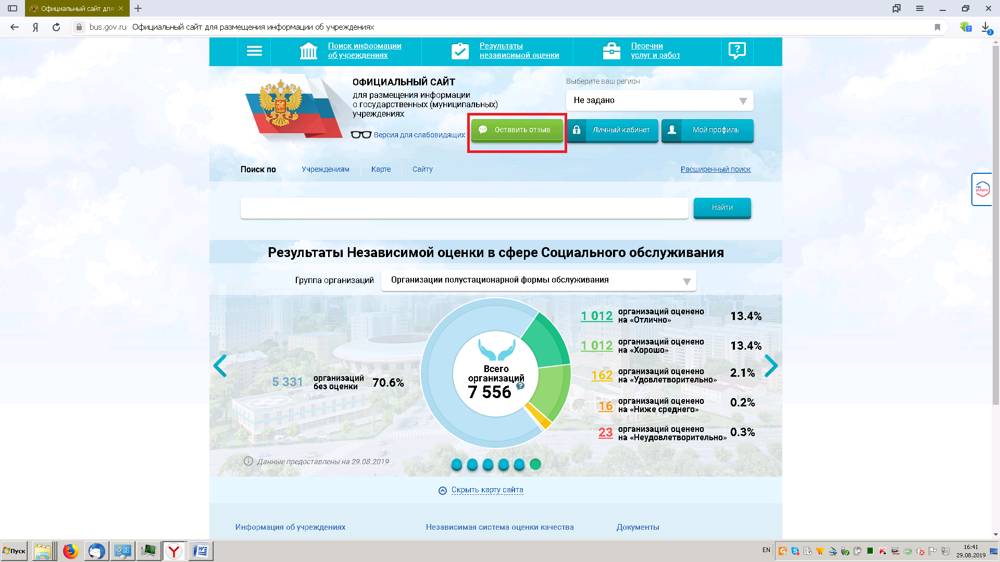 Официальный сайт для
bus.gov.ru Официальный сайт для размещения информации об учреждениях
3
Поиск информации
об учреждениях
Результаты
независимой оценки
Перечни
услуг и работ
ОФИЦИАЛЬНЫЙ САЙТ
для размещения информации
о государственных (муниципальных)
учреждениях
Версия для слабовидящих
Выберите ваш регион
Не задано
Оставить отзыв
Личный кабинет
Мой профиль
Поиск по
Учреждениям
Карте
Сайту
Расширенный поиск
гос
услуги
Найти
Результаты Независимой оценки в сфере Социального обслуживания
Группа организаций
Организации полустационарной формы обслуживания
5 331 организаций
без оценки 70.6%
Всего
организаций
7 556
1 012 организаций оценено
на «Отлично» 13.4%
1 012 организаций оценено
на «Хорошо» 13.4%
162 организаций оценено
на «Удовлетворительно» 2.1%
16 организаций оценено
на «Ниже среднего» 0.2%
23 организаций оценено
на «Неудовлетворительно» 0.3%
Данные предоставлены на 29.08.2019
Скрыть карту сайта
Информация об учреждениях
Независимая система оценки качества
Документы
Пуск
EN
16:41
29.08.2019